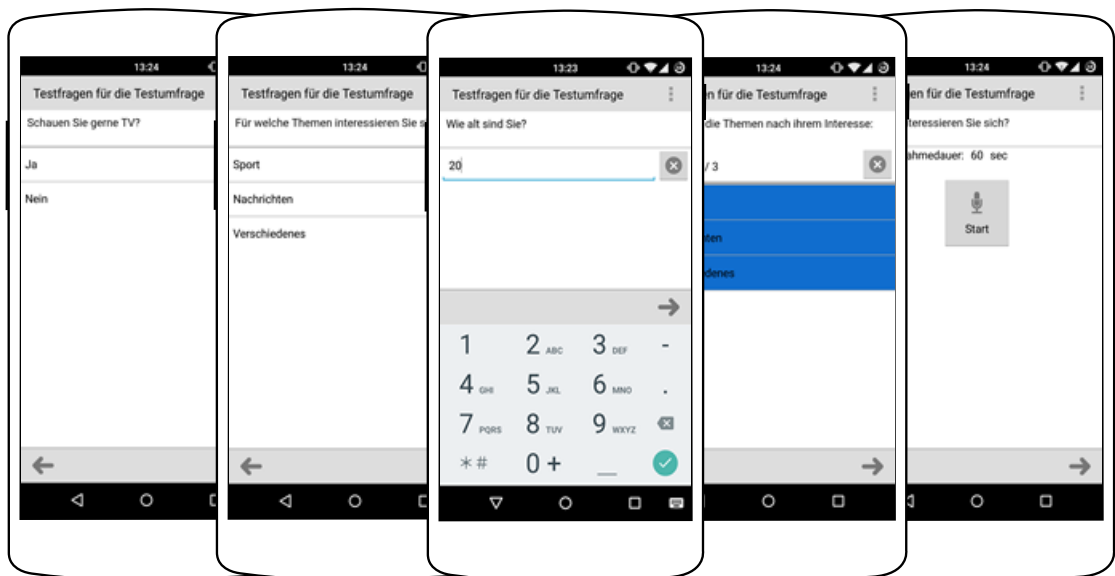 13:24
Testfragen für die Testumfrage
Schauen Sie gerne TV?
Ja
Nein
13:24
Testfragen für die Testumfrage
Für welche Themen interessieren Sie s
Sport
Nachrichten
Verschiedenes
13:23
Testfragen für die Testumfrage
Wie alt sind Sie?
20
1 2 ABC 3 DEF -
4 GHI 5 JKL 6 MNO .
7 PQRS 8 TUV 9 WXYZ
*# 0 + _
13:24
n für die Testumfrage
die Themen nach ihrem Interesse:
/ 3
ten
denes
13:24
en für die Testumfrage
teressieren Sie sich?
ahmedauer: 60 sec
Start